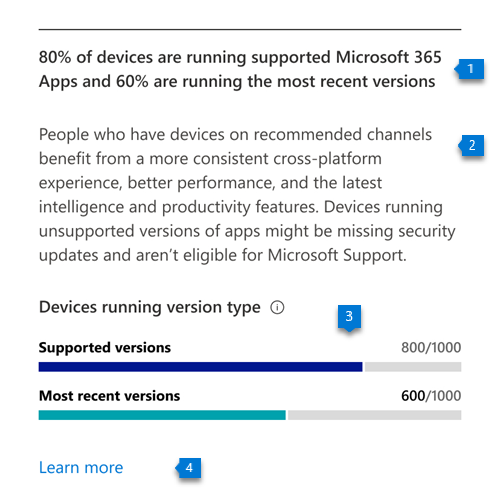 80% of devices are running supported Microsoft 365
Apps and 60% are running the most recent versions
1
People who have devices on recommended channels
2
benefit from a more consistent cross-platform
experience, better performance, and the latest
intelligence and productivity features. Devices running
unsupported versions of apps might be missing security
updates and aren’t eligible for Microsoft Support.
Devices running version type
3
Supported versions 800/1000
Most recent versions 600/1000
Learn more
4